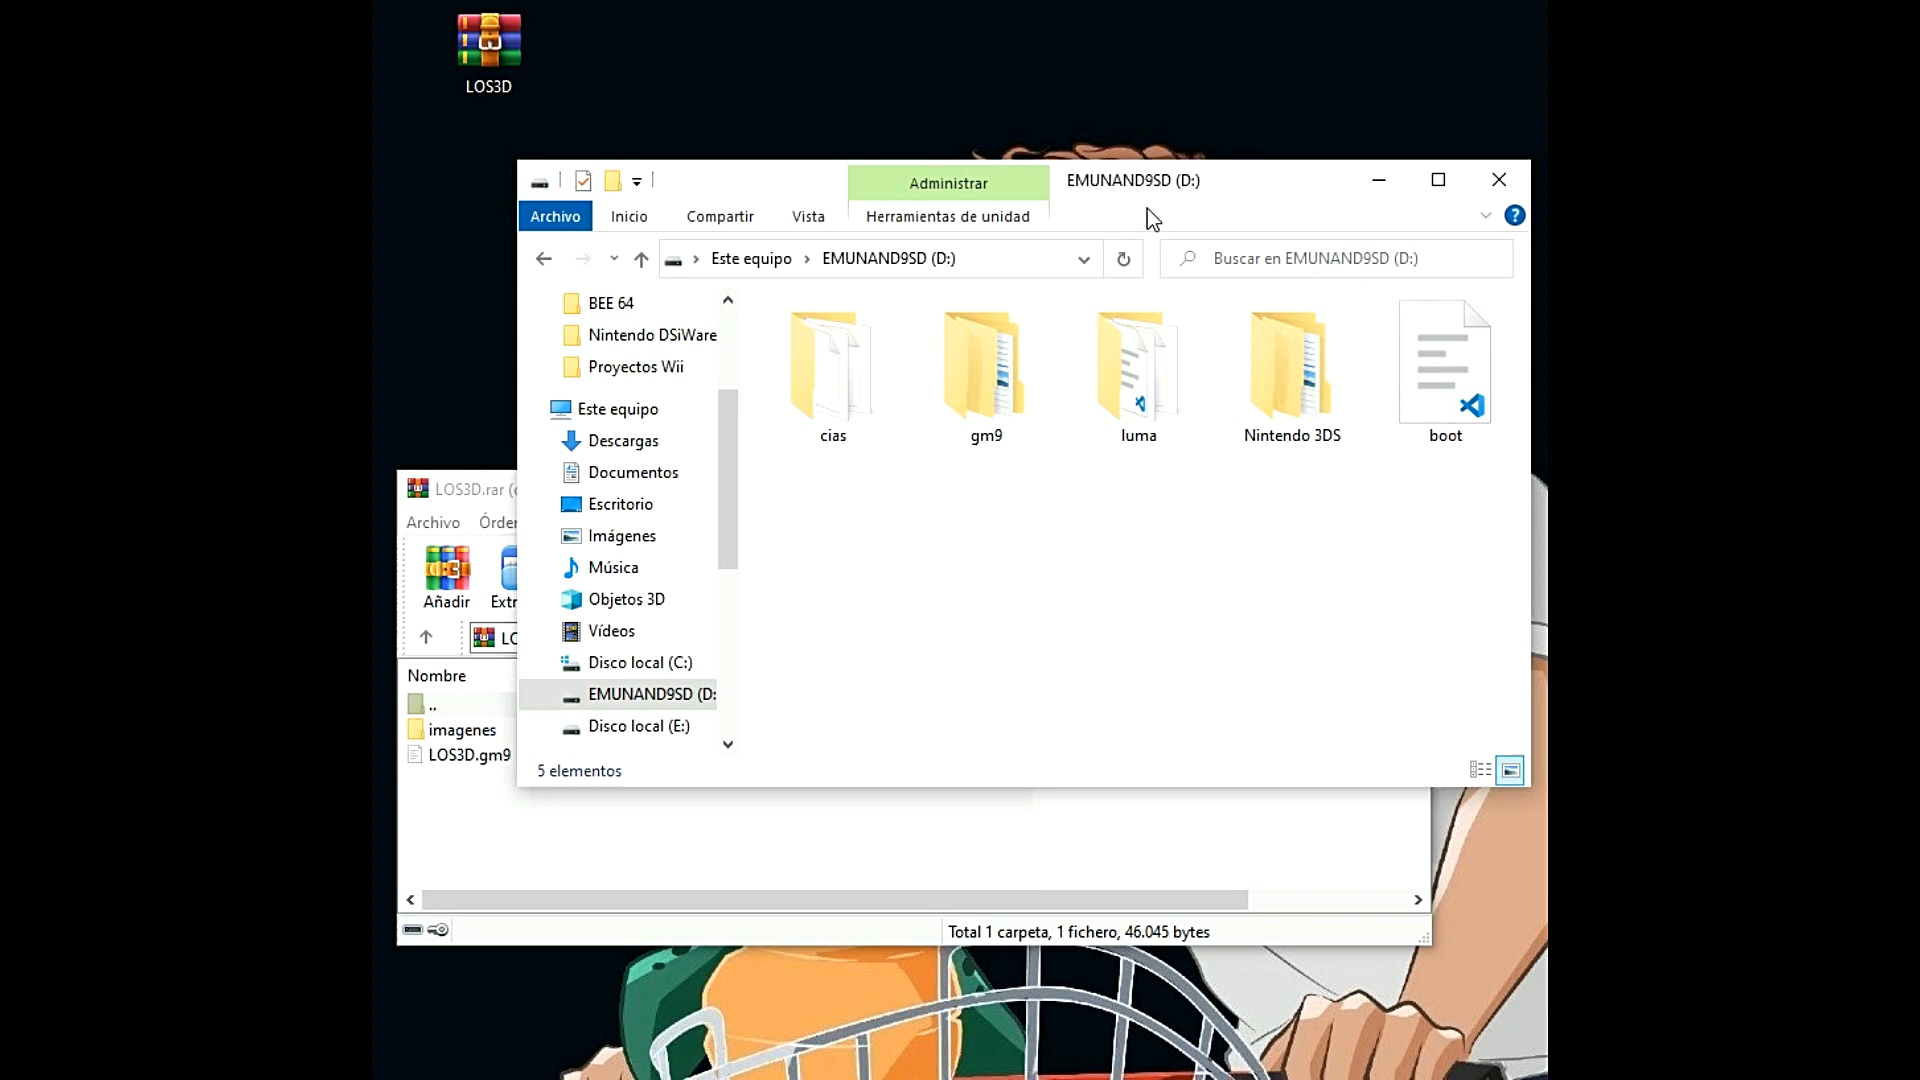 LOS3D
Administrar
EMUNAND9SD (D:)
Archivo
Inicio
Compartir
Vista
Herramientas de unidad
Este equipo
EMUNAND9SD (D:)
Buscar en EMUNAND9SD (D:)
BEE 64
Nintendo DSiWare
Proyectos Wii
Este equipo
Descargas
Documentos
Escritorio
Imágenes
Música
Objetos 3D
Vídeos
Disco local (C:)
EMUNAND9SD (D:
Disco local (E:)
cias
gm9
luma
Nintendo 3DS
boot
5 elementos
LOS3D.rar (
Archivo
Órder
Añadir
Extr
LO
Nombre
..
imagenes
LOS3D.gm9
Total 1 carpeta, 1 fichero, 46.045 bytes